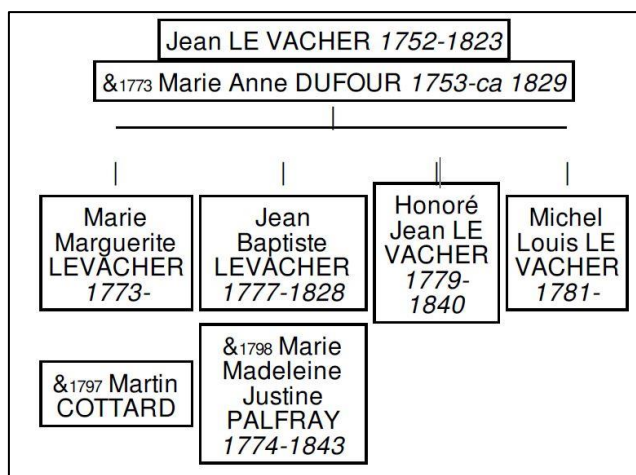 Jean LE VACHER 1752-1823
&1773 Marie Anne DUFOUR 1753-ca 1829
Marie
Marguerite
LEVACHER
1773-
Jean
Baptiste
LEVACHER
1777-1828
Honoré
Jean LE
VACHER
1779-
1840
Michel
Louis LE
VACHER
1781-
&1797 Martin
COTTARD
&1798 Marie
Madeleine
Justine
PALFRAY
1774-1843